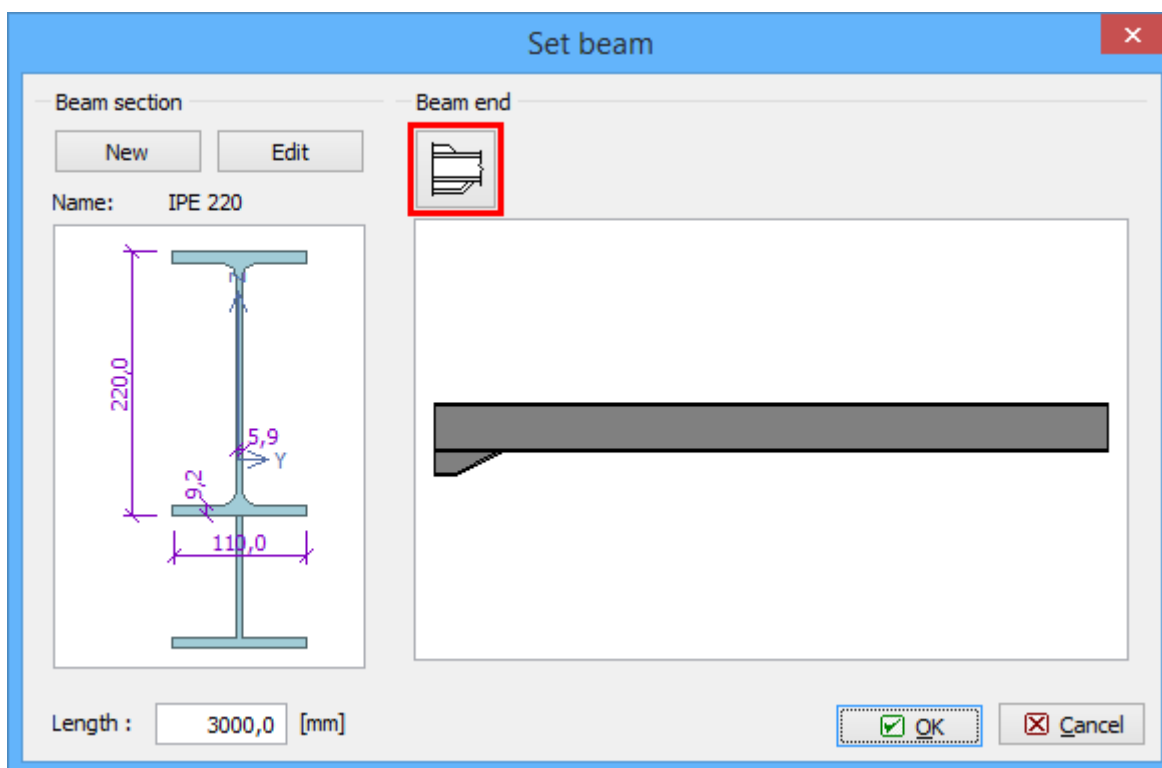 Set beam
Beam section
Beam end
New
Edit
Name:
IPE 220
Z
220,0
5,9
Y
9,2
110,0
Length :
3000,0
[mm]
OK
Cancel